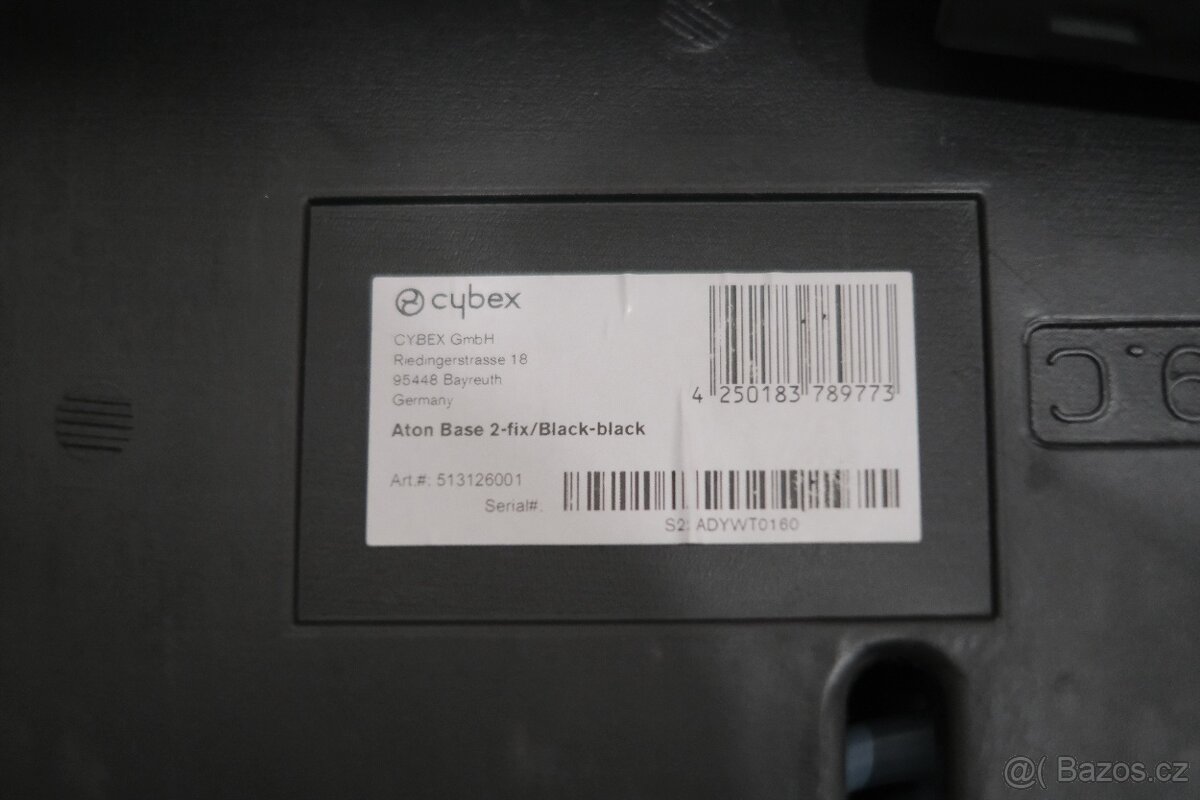 cybex
CYBEX GmbH
Riedingerstrasse 18
95448 Bayreuth
Germany
4 250183 789773
Aton Base 2-fix/Black-black
Art.#: 513126001
Serial#:
ADYWT0160
@( Bazos.cz